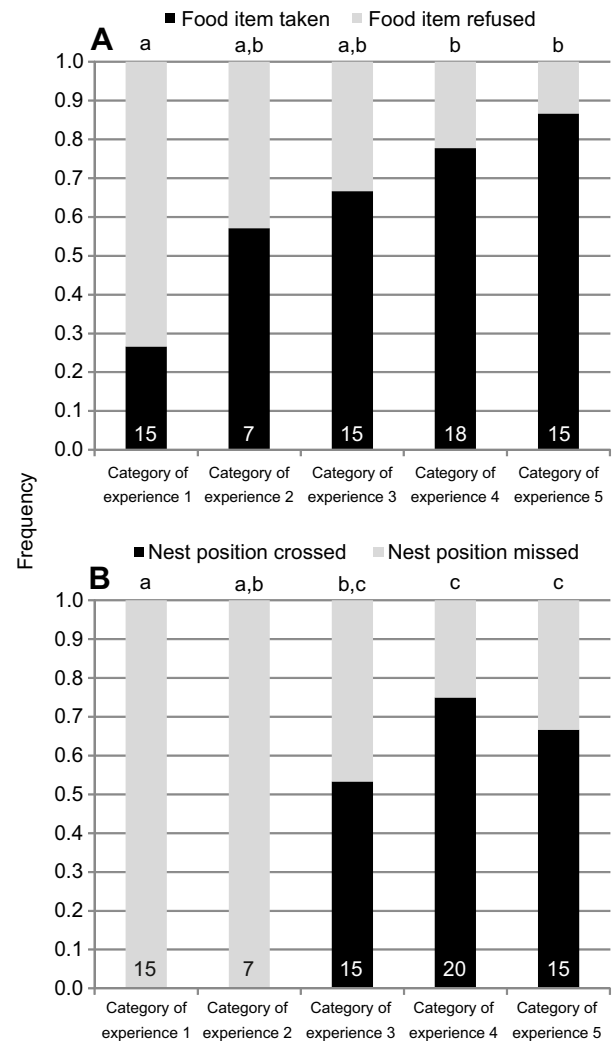 ■ Food item taken ■ Food item refused
A
a a,b a,b b b
1.0
0.9
0.8
0.7
0.6
0.5
0.4
0.3
0.2
0.1
0.0
15 7 15 18 15
Category of Category of Category of Category of Category of
experience 1 experience 2 experience 3 experience 4 experience 5
Frequency
■ Nest position crossed ■ Nest position missed
B
a a,b b,c c c
1.0
0.9
0.8
0.7
0.6
0.5
0.4
0.3
0.2
0.1
0.0
15 7 15 20 15
Category of Category of Category of Category of Category of
experience 1 experience 2 experience 3 experience 4 experience 5